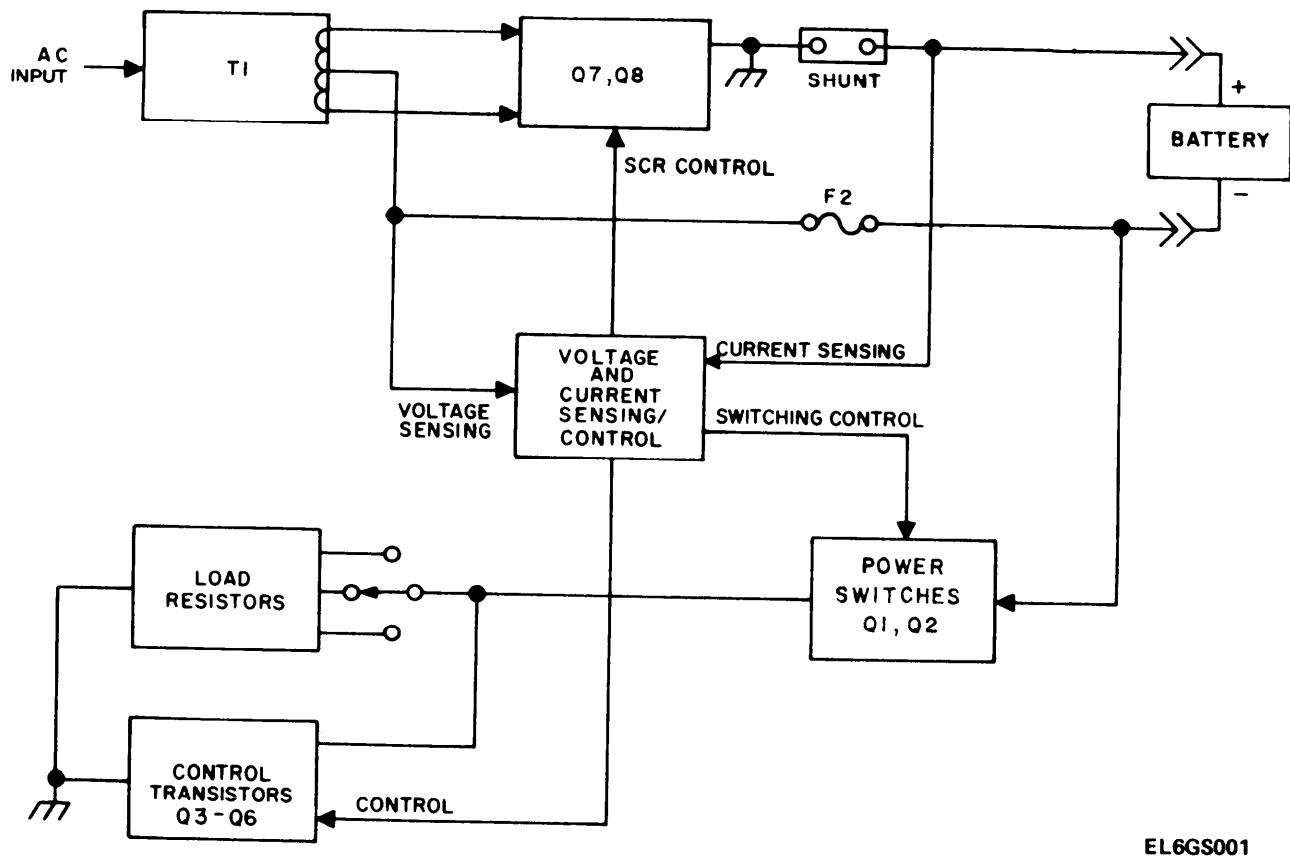 AC
INPUT
T1
Q7, Q8
SHUNT
+
BATTERY
-
SCR CONTROL
F2
VOLTAGE
AND
CURRENT
SENSING/
CONTROL
CURRENT SENSING
VOLTAGE
SENSING
SWITCHING CONTROL
LOAD
RESISTORS
POWER
SWITCHES
Q1, Q2
CONTROL
TRANSISTORS
Q3-Q6
CONTROL
EL6GS001